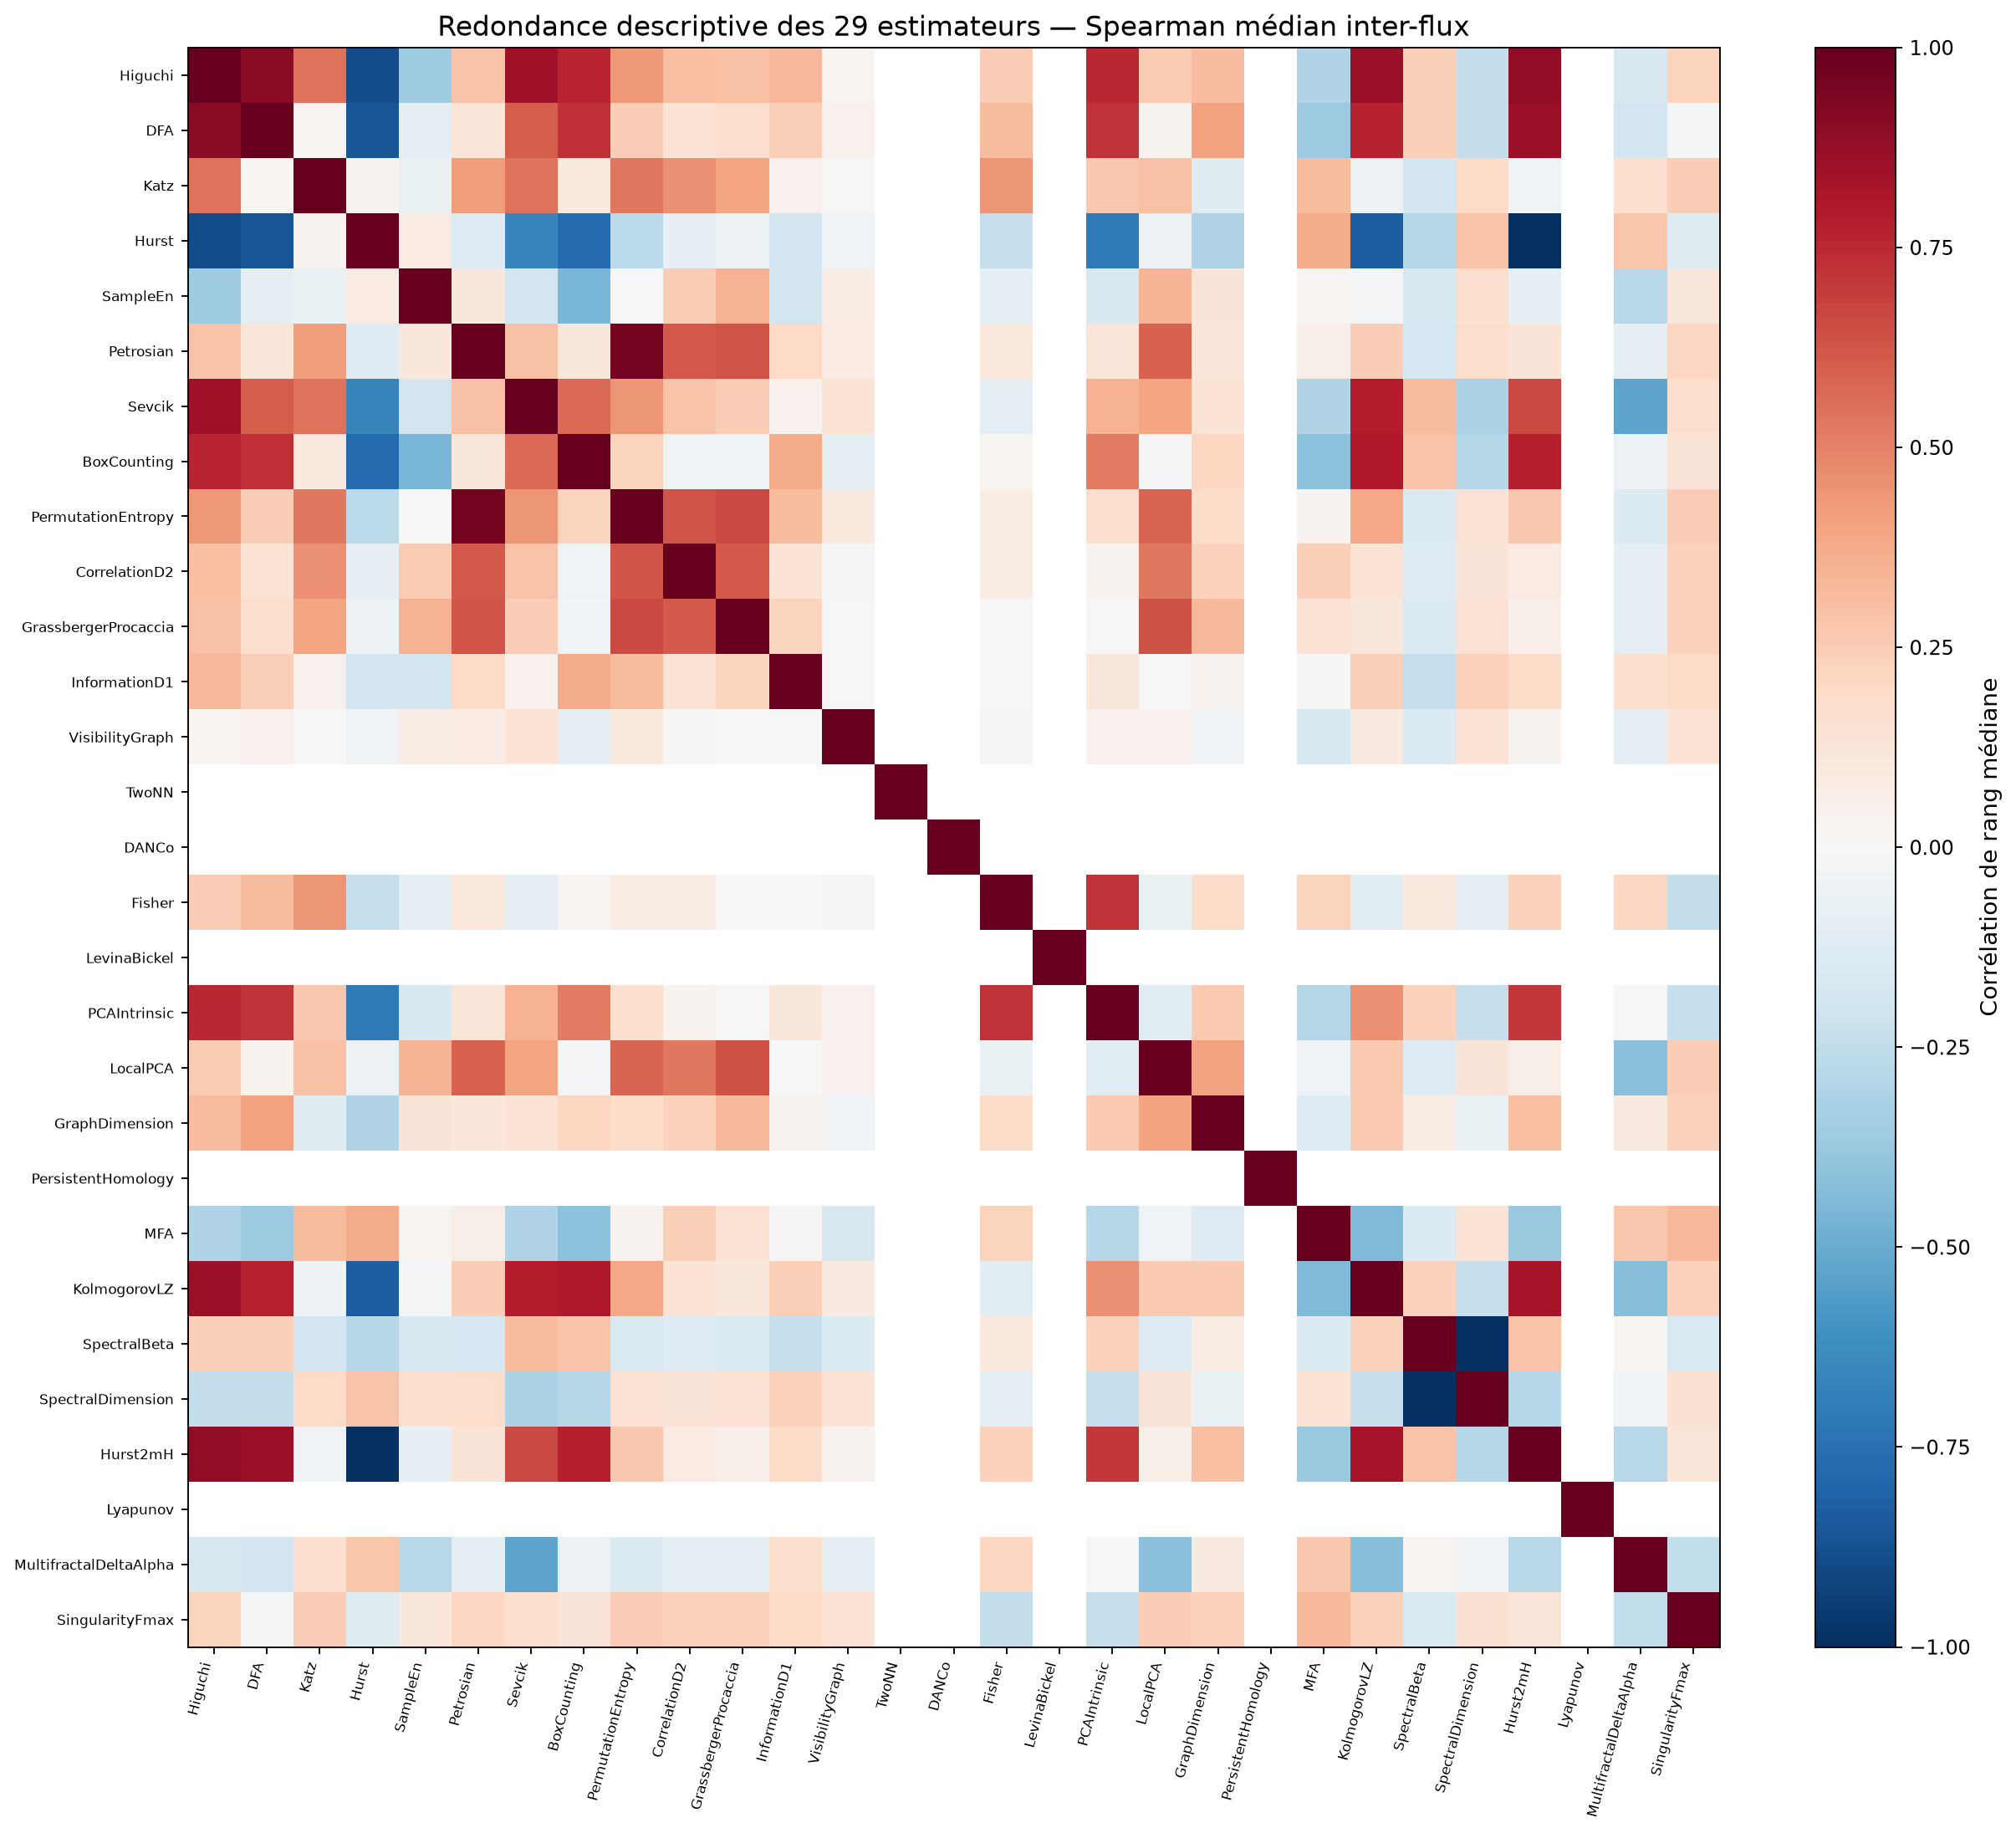 Redondance descriptive des 29 estimateurs — Spearman médian inter-flux
Higuchi
DFA
Katz
Hurst
SampleEn
Petrosian
Sevcik
BoxCounting
PermutationEntropy
CorrelationD2
GrassbergerProcaccia
InformationD1
VisibilityGraph
TwoNN
DANCo
Fisher
LevinaBickel
PCAIntrinsic
LocalPCA
GraphDimension
PersistentHomology
MFA
KolmogorovLZ
SpectralBeta
SpectralDimension
Hurst2mH
Lyapunov
MultifractalDeltaAlpha
SingularityFmax
Higuchi
DFA
Katz
Hurst
SampleEn
Petrosian
Sevcik
BoxCounting
PermutationEntropy
CorrelationD2
GrassbergerProcaccia
InformationD1
VisibilityGraph
TwoNN
DANCo
Fisher
LevinaBickel
PCAIntrinsic
LocalPCA
GraphDimension
PersistentHomology
MFA
KolmogorovLZ
SpectralBeta
SpectralDimension
Hurst2mH
Lyapunov
MultifractalDeltaAlpha
SingularityFmax
1.00
0.75
0.50
0.25
0.00
−0.25
−0.50
−0.75
−1.00
Corrélation de rang médiane